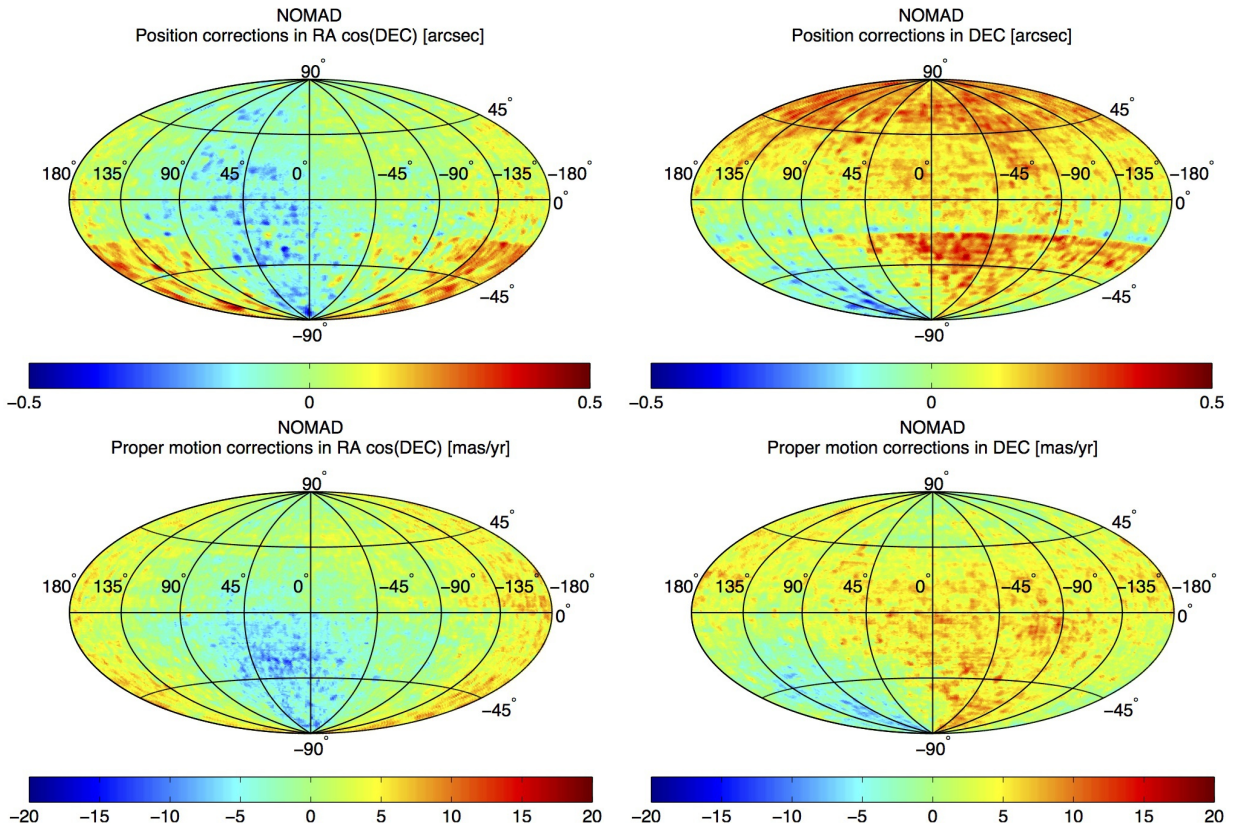 NOMAD
Position corrections in RA cos(DEC) [arcsec]
90°
45°
180° 135° 90° 45° 0° −45° −90° −135° −180°
0°
−45°
−90°
−0.5 0 0.5
NOMAD
Position corrections in DEC [arcsec]
90°
45°
180° 135° 90° 45° 0° −45° −90° −135° −180°
0°
−45°
−90°
−0.5 0 0.5
NOMAD
Proper motion corrections in RA cos(DEC) [mas/yr]
90°
45°
180° 135° 90° 45° 0° −45° −90° −135° −180°
0°
−45°
−90°
−20 −15 −10 −5 0 5 10 15 20
NOMAD
Proper motion corrections in DEC [mas/yr]
90°
45°
180° 135° 90° 45° 0° −45° −90° −135° −180°
0°
−45°
−90°
−20 −15 −10 −5 0 5 10 15 20